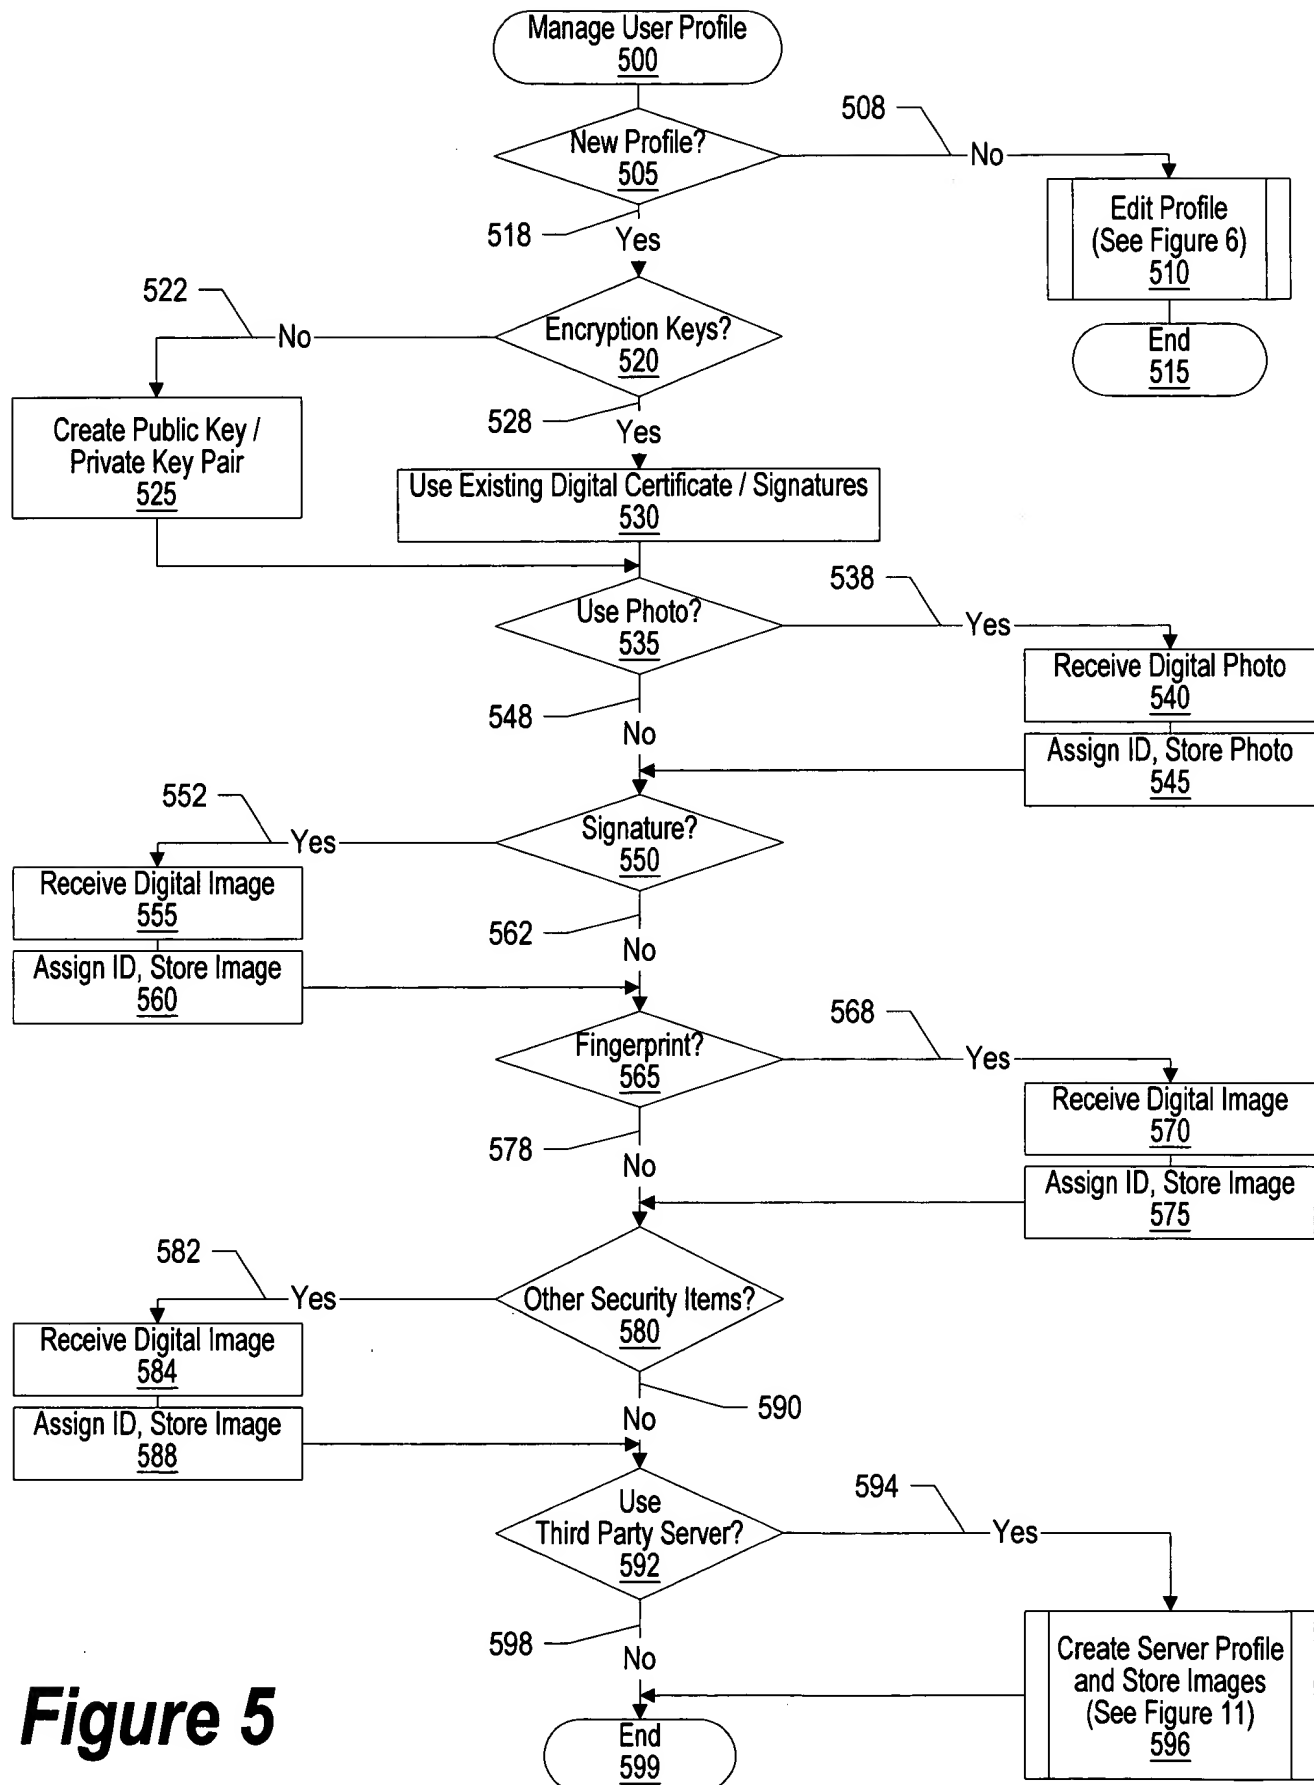 Manage User Profile
500
508
New Profile?
505
No
518
Yes
Edit Profile
(See Figure 6)
510
522
No
Encryption Keys?
520
End
515
528
Yes
Create Public Key /
Private Key Pair
525
Use Existing Digital Certificate / Signatures
530
538
Use Photo?
535
Yes
548
No
Receive Digital Photo
540
Assign ID, Store Photo
545
552
Yes
Signature?
550
Receive Digital Image
555
562
No
Assign ID, Store Image
560
568
Fingerprint?
565
Yes
578
No
Receive Digital Image
570
Assign ID, Store Image
575
582
Yes
Other Security Items?
580
Receive Digital Image
584
590
No
Assign ID, Store Image
588
594
Use
Third Party Server?
592
Yes
598
No
Create Server Profile
and Store Images
(See Figure 11)
596
End
599
Figure 5